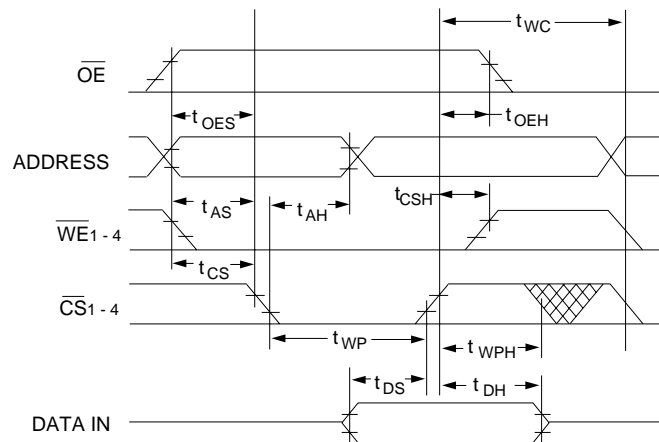 tWC
OE
tOES
tOEH
ADDRESS
tAS
tAH
tCSH
WE1 - 4
tCS
CS1 - 4
tWP
tWPH
tDS
tDH
DATA IN